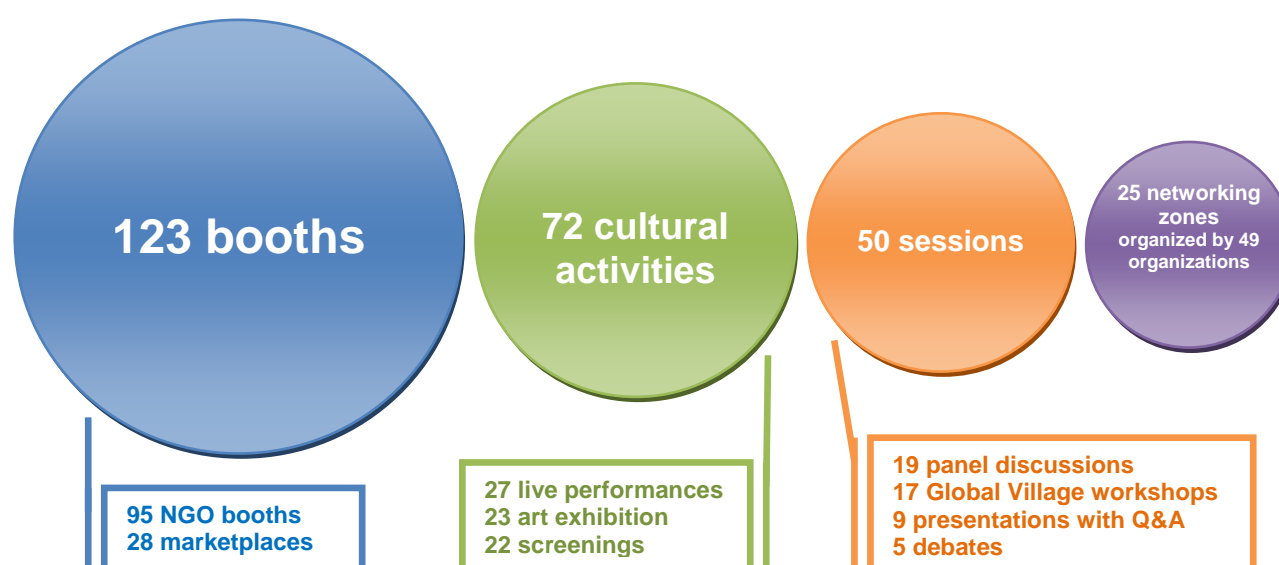 123 booths
72 cultural
activities
50 sessions
25 networking
zones
organized by 49
organizations
95 NGO booths
28 marketplaces
27 live performances
23 art exhibition
22 screenings
19 panel discussions
17 Global Village workshops
9 presentations with Q&A
5 debates